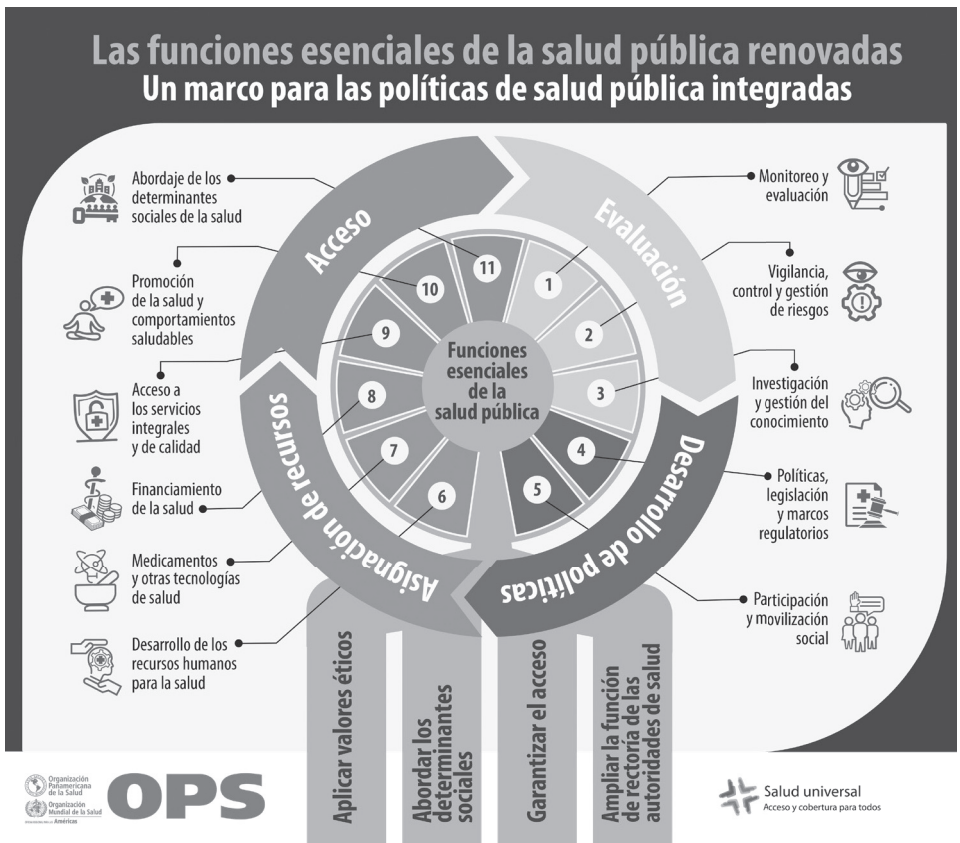 Las funciones esenciales de la salud pública renovadas
Un marco para las políticas de salud pública integradas
Acceso
Evaluación
Desarrollo de políticas
Asignación de recursos
Funciones
esenciales
de la
salud pública
1
2
3
4
5
6
7
8
9
10
11
Monitoreo y
evaluación
Vigilancia,
control y gestión
de riesgos
Investigación
y gestión del
conocimiento
Políticas,
legislación
y marcos
regulatorios
Participación
y movilización
social
Abordaje de los
determinantes
sociales de la salud
Promoción
de la salud y
comportamientos
saludables
Acceso a
los servicios
integrales
y de calidad
Financiamiento
de la salud
Medicamentos
y otras tecnologías
de salud
Desarrollo de los
recursos humanos
para la salud
Aplicar valores éticos
Abordar los
determinantes
sociales
Garantizar el acceso
Ampliar la función
de rectoría de las
autoridades de salud
Organización
Panamericana
de la Salud
Organización
Mundial de la Salud
Américas
OPS
Salud universal
Acceso y cobertura para todos